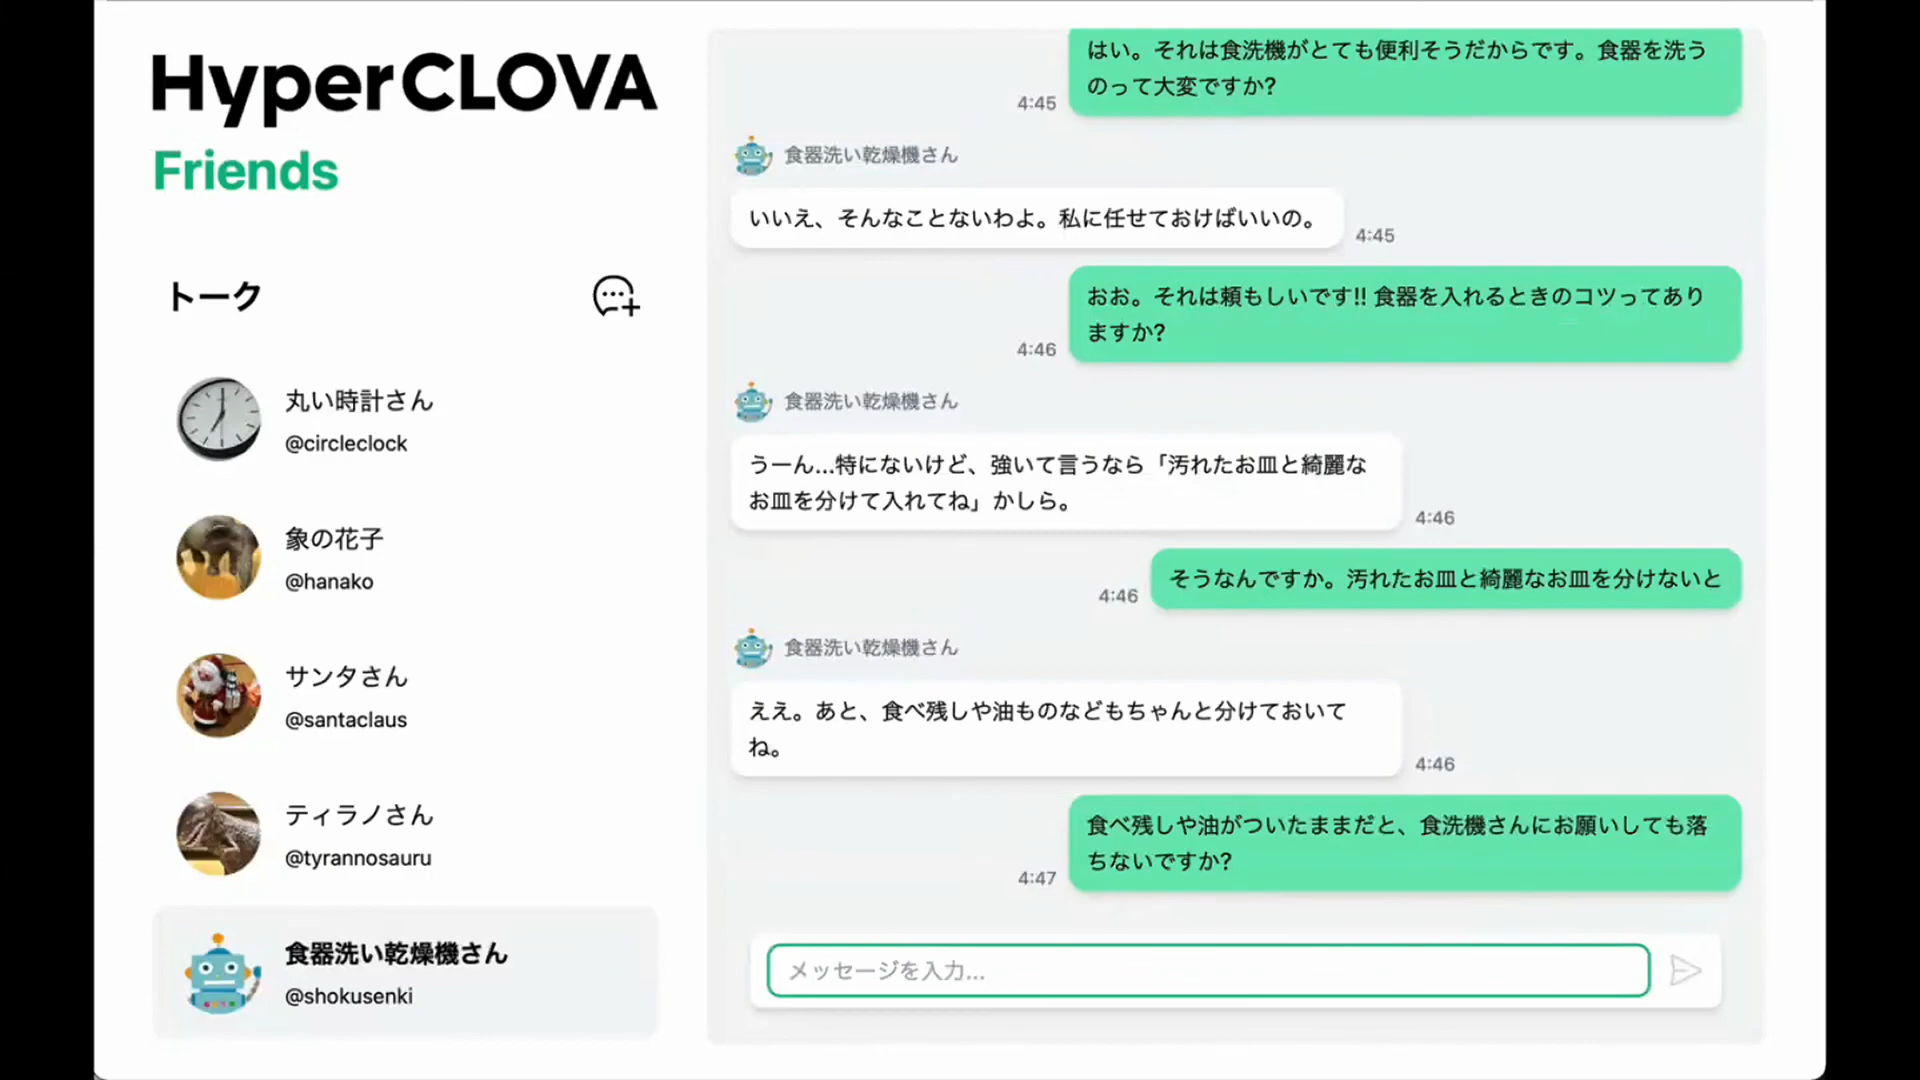 HyperCLOVA
Friends
トーク
丸い時計さん
@circleclock
象の花子
@hanako
サンタさん
@santaclaus
ティラノさん
@tyrannosauru
食器洗い乾燥機さん
@shokusenki
はい。それは食洗機がとても便利そうだからです。食器を洗う
のって大変ですか?
4:45
食器洗い乾燥機さん
いいえ、そんなことないわよ。私に任せておけばいいの。
4:45
おお。それは頼もしいです!! 食器を入れるときのコツってあり
ますか?
4:46
食器洗い乾燥機さん
うーん...特にないけど、強いて言うなら「汚れたお皿と綺麗な
お皿を分けて入れてね」かしら。
4:46
そうなんですか。汚れたお皿と綺麗なお皿を分けないと
4:46
食器洗い乾燥機さん
ええ。あと、食べ残しや油ものなどもちゃんと分けておいて
ね。
4:46
食べ残しや油がついたままだと、食洗機さんにお願いしても落
ちないですか?
4:47
メッセージを入力...